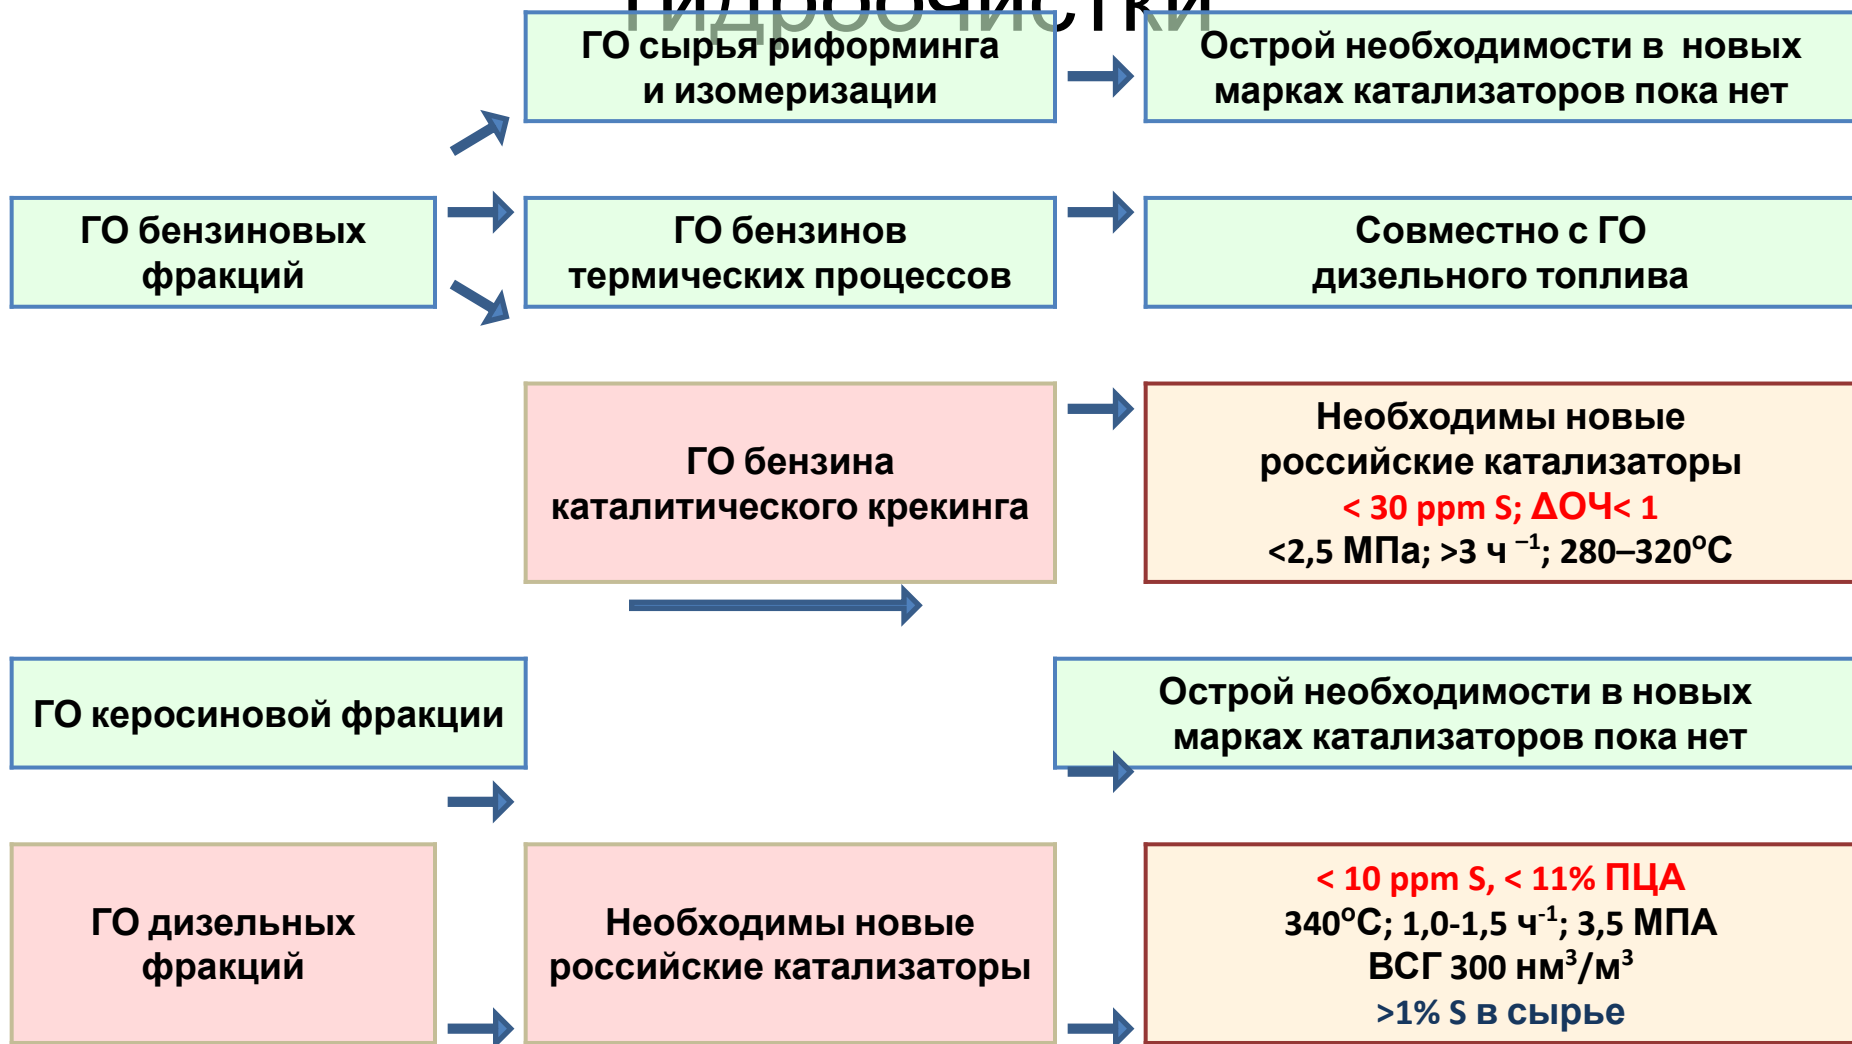 гидроочистки
ГО сырья риформинга
и изомеризации
Острой необходимости в новых
марках катализаторов пока нет
ГО бензиновых
фракций
ГО бензинов
термических процессов
Совместно с ГО
дизельного топлива
ГО бензина
каталитического крекинга
Необходимы новые
российские катализаторы
< 30 ppm S; ΔОЧ< 1
<2,5 МПа; >3 ч ⁻¹; 280–320ºС
ГО керосиновой фракции
Острой необходимости в новых
марках катализаторов пока нет
ГО дизельных
фракций
Необходимы новые
российские катализаторы
< 10 ppm S, < 11% ПЦА
340ºС; 1,0-1,5 ч⁻¹; 3,5 МПА
ВСГ 300 нм³/м³
>1% S в сырье